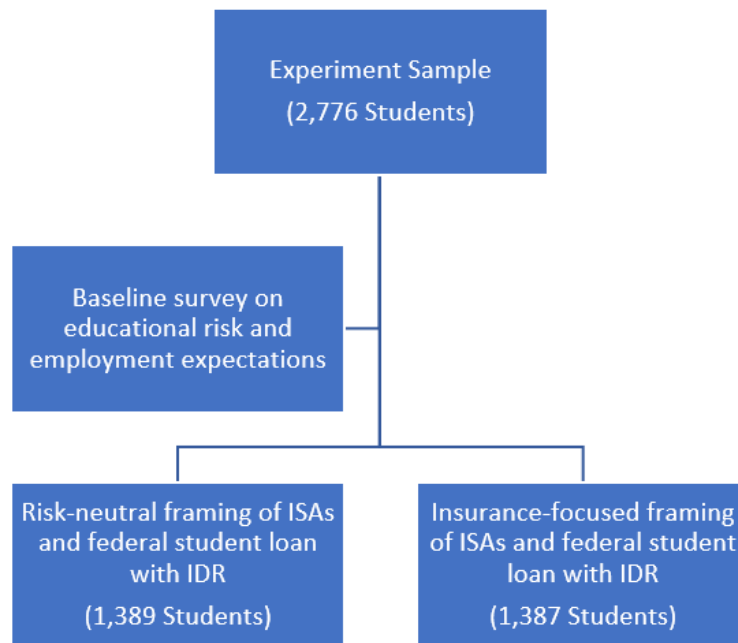 Experiment Sample
(2,776 Students)
Baseline survey on
educational risk and
employment expectations
Risk-neutral framing of ISAs
and federal student loan
with IDR
(1,389 Students)
Insurance-focused framing
of ISAs and federal student
loan with IDR
(1,387 Students)